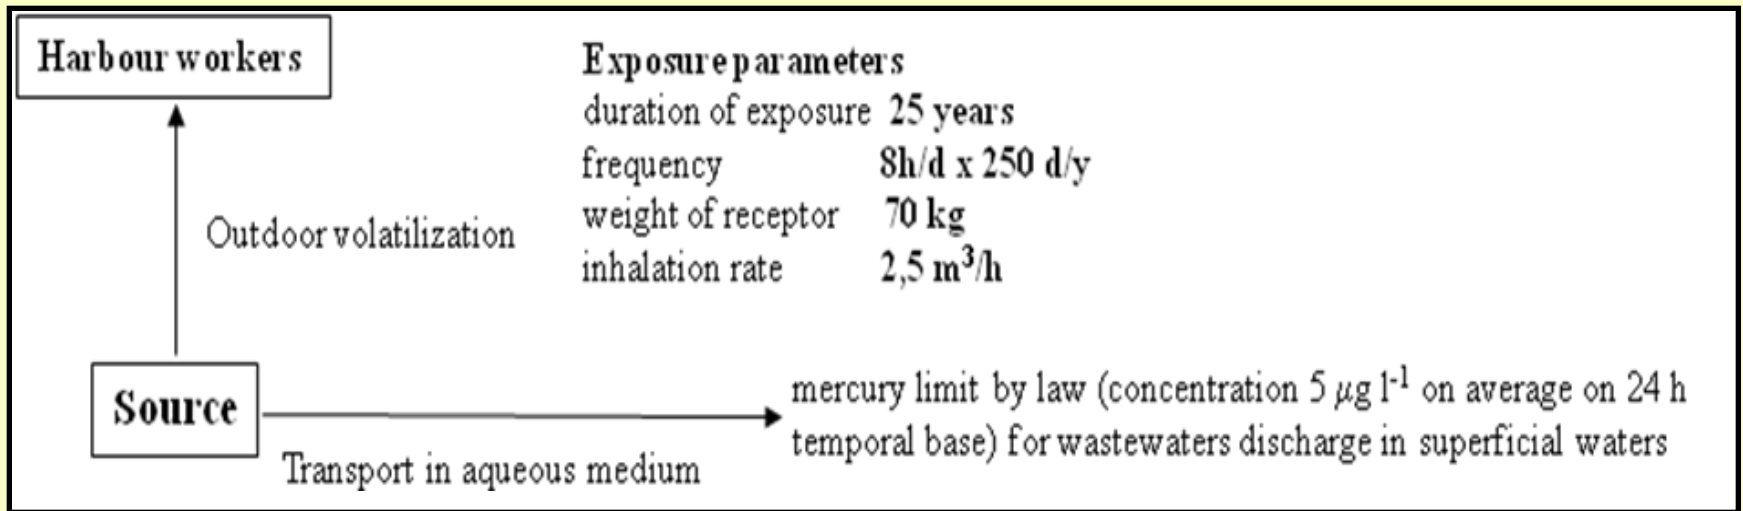 Harbour workers
Exposure parameters
duration of exposure 25 years
frequency 8h/d x 250 d/y
weight of receptor 70 kg
inhalation rate 2,5 m³/h
Outdoor volatilization
Source
Transport in aqueous medium
mercury limit by law (concentration 5 µg l⁻¹ on average on 24 h
temporal base) for wastewaters discharge in superficial waters